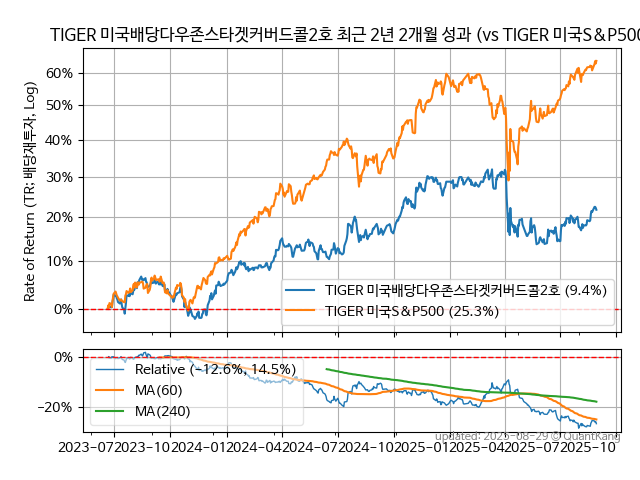 TIGER 미국배당다우존스타겟커버드콜2호 최근 2년 2개월 성과 (vs TIGER 미국S&P500
Rate of Return (TR: 배당재투자, Log)
60%
50%
40%
30%
20%
10%
0%
TIGER 미국배당다우존스타겟커버드콜2호 (9.4%)
TIGER 미국S&P500 (25.3%)
0%
−20%
Relative (−12.6%, 14.5%)
MA(60)
MA(240)
updated: 2025-08-29 © QuantKang
2023-07 2023-10 2024-01 2024-04 2024-07 2024-10 2025-01 2025-04 2025-07 2025-10